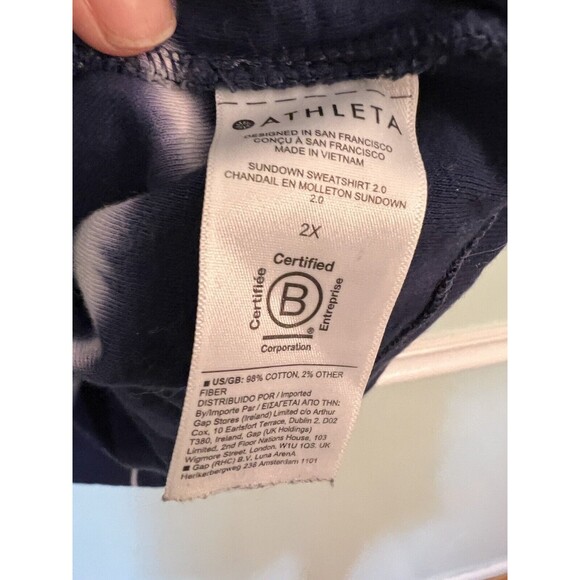 ATHLETA
DESIGNED IN SAN FRANCISCO
CONÇU À SAN FRANCISCO
MADE IN VIETNAM
SUNDOWN SWEATSHIRT 2.0
CHANDAIL EN MOLLETON SUNDOWN
2.0
2X
Certified
Certifiée
B
Entreprise
Corporation
■ US/GB: 98% COTTON, 2% OTHER
FIBER
DISTRIBUIDO POR / Imported
By/Importe Par / ΕΙΣΑΓΕΤΑΙ ΑΠΟ ΤΗΝ:
Gap Stores (Ireland) Limited c/o Arthur
Cox, 10 Earlsfort Terrace, Dublin 2, D02
T380, Ireland, Gap (UK Holdings)
Limited, 2nd Floor Nations House, 103
Wigmore Street, London, W1U 1QS, UK
■ Gap (RHC) B.V, Luna ArenA
Herikerbergweg 238 Amsterdam 1101